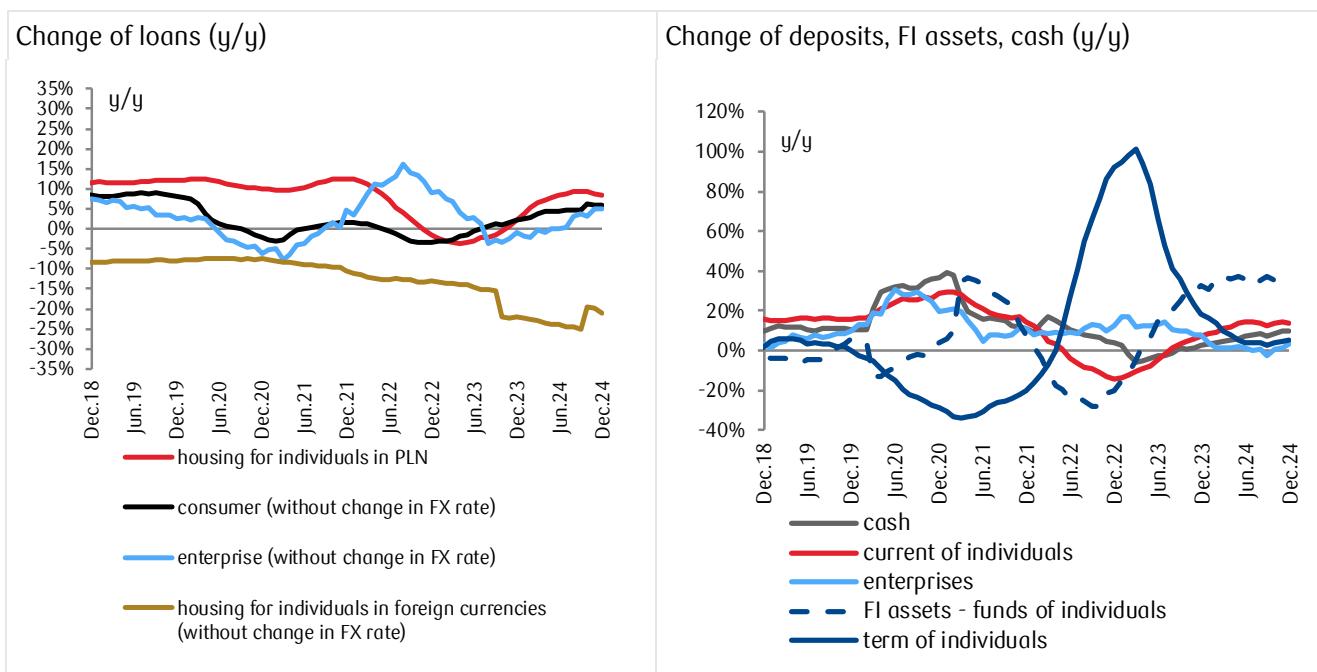 Change of loans (y/y)
y/y
35%
30%
25%
20%
15%
10%
5%
0%
-5%
-10%
-15%
-20%
-25%
-30%
-35%
Dec.18
Jun.19
Dec.19
Jun.20
Dec.20
Jun.21
Dec.21
Jun.22
Dec.22
Jun.23
Dec.23
Jun.24
Dec.24
housing for individuals in PLN
consumer (without change in FX rate)
enterprise (without change in FX rate)
housing for individuals in foreign currencies
(without change in FX rate)
Change of deposits, FI assets, cash (y/y)
y/y
120%
100%
80%
60%
40%
20%
0%
-20%
-40%
Dec.18
Jun.19
Dec.19
Jun.20
Dec.20
Jun.21
Dec.21
Jun.22
Dec.22
Jun.23
Dec.23
Jun.24
Dec.24
cash
current of individuals
enterprises
FI assets - funds of individuals
term of individuals